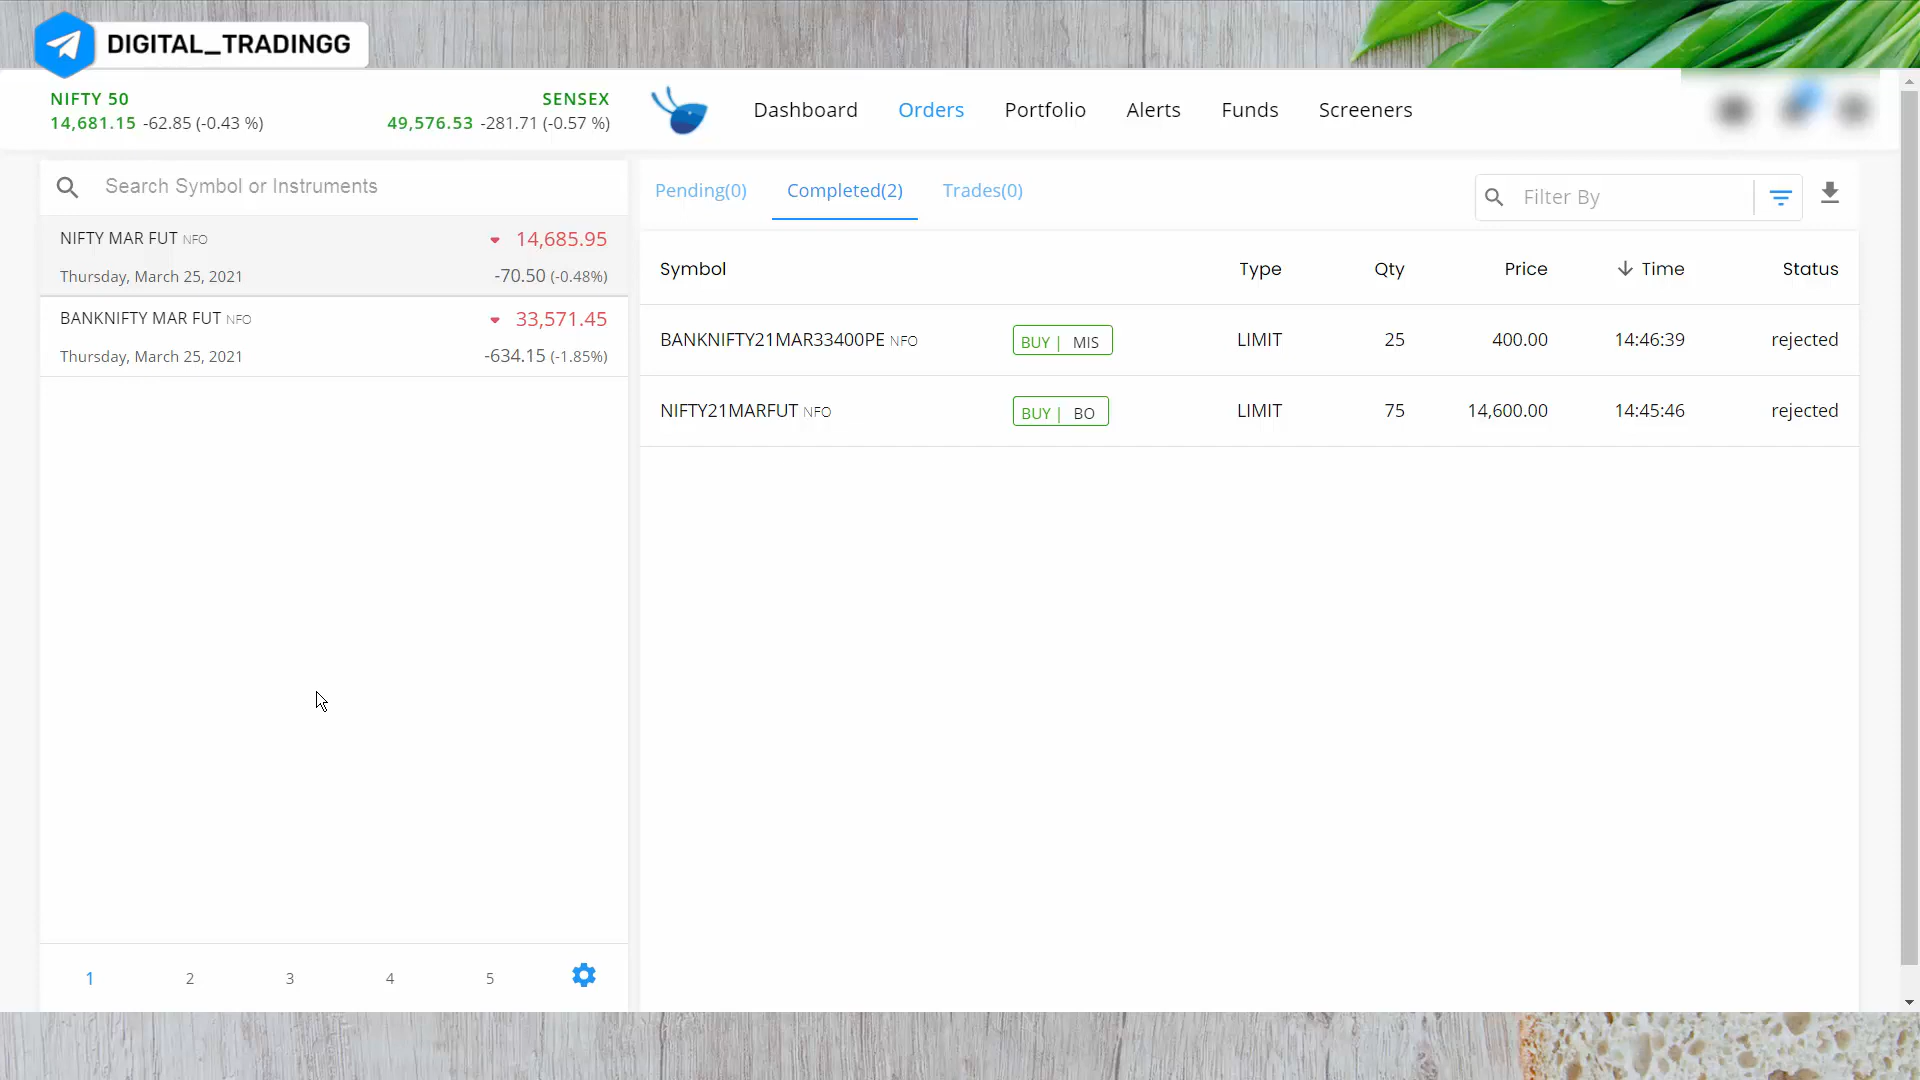 DIGITAL_TRADINGG
NIFTY 50
14,681.15 -62.85 (-0.43 %)
SENSEX
49,576.53 -281.71 (-0.57 %)
Dashboard Orders Portfolio Alerts Funds Screeners
Search Symbol or Instruments
NIFTY MAR FUT NFO 14,685.95
Thursday, March 25, 2021 -70.50 (-0.48%)
BANKNIFTY MAR FUT NFO 33,571.45
Thursday, March 25, 2021 -634.15 (-1.85%)
1 2 3 4 5
Pending(0) Completed(2) Trades(0)
Filter By
Symbol Type Qty Price Time Status
BANKNIFTY21MAR33400PE NFO BUY | MIS LIMIT 25 400.00 14:46:39 rejected
NIFTY21MARFUT NFO BUY | BO LIMIT 75 14,600.00 14:45:46 rejected